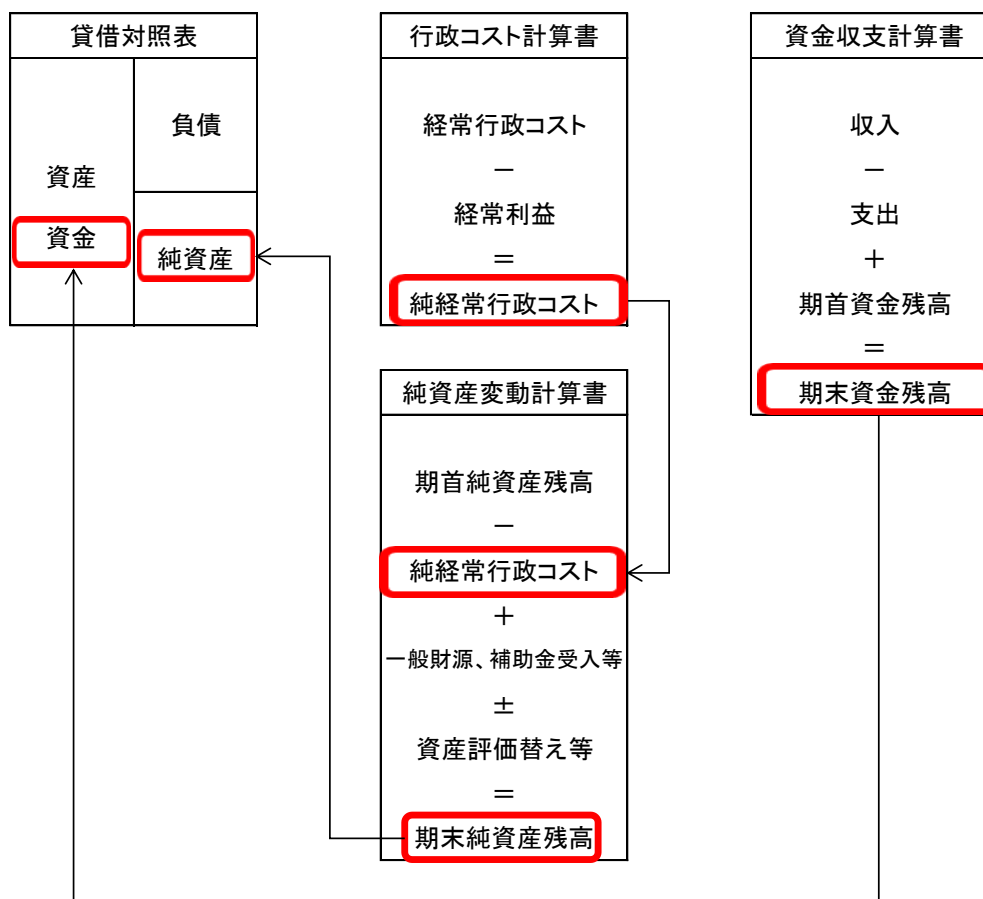 貸借対照表
資産
資金
負債
純資産
行政コスト計算書
経常行政コスト
－
経常利益
＝
純経常行政コスト
純資産変動計算書
期首純資産残高
－
純経常行政コスト
＋
一般財源、補助金受入等
±
資産評価替え等
＝
期末純資産残高
資金収支計算書
収入
－
支出
＋
期首資金残高
＝
期末資金残高